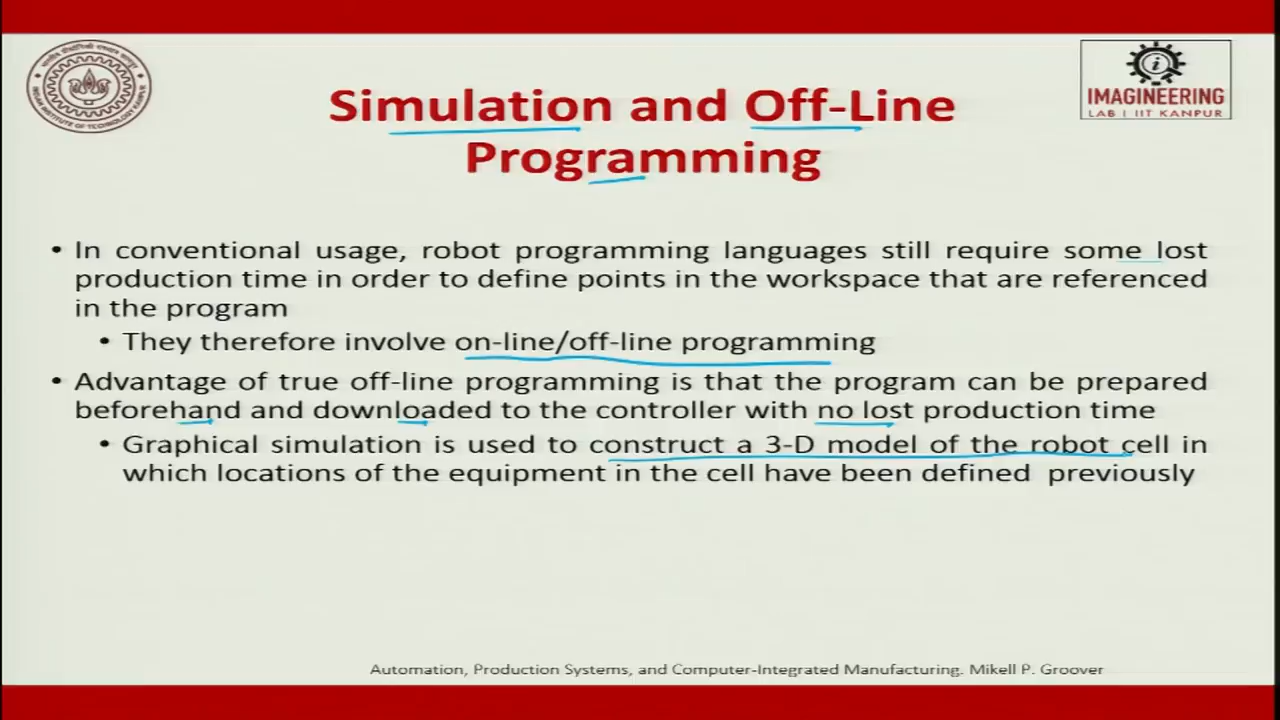 Simulation and Off-Line
Programming
IMAGINEERING
LAB | IIT KANPUR
INDIAN INSTITUTE OF TECHNOLOGY KANPUR
• In conventional usage, robot programming languages still require some lost
production time in order to define points in the workspace that are referenced
in the program
• They therefore involve on-line/off-line programming
• Advantage of true off-line programming is that the program can be prepared
beforehand and downloaded to the controller with no lost production time
• Graphical simulation is used to construct a 3-D model of the robot cell in
which locations of the equipment in the cell have been defined previously
Automation, Production Systems, and Computer-Integrated Manufacturing. Mikell P. Groover